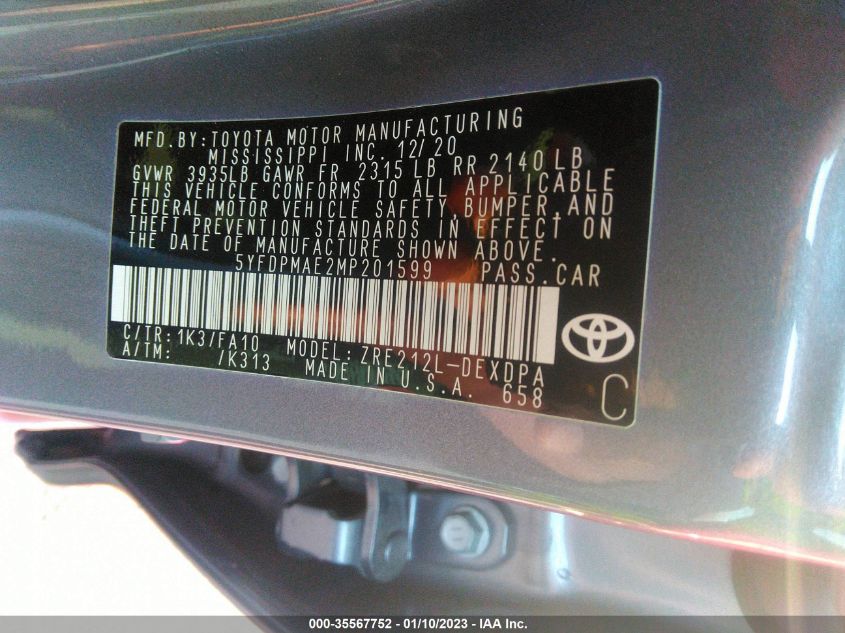 MFD.BY:TOYOTA MOTOR MANUFACTURING
MISSISSIPPI INC. 12/20
GVWR 3935LB GAWR FR 2315 LB RR 2140 LB
THIS VEHICLE CONFORMS TO ALL APPLICABLE
FEDERAL MOTOR VEHICLE SAFETY,BUMPER,AND
THEFT PREVENTION STANDARDS IN EFFECT ON
THE DATE OF MANUFACTURE SHOWN ABOVE.
5YFDPMAE2MP201599 PASS.CAR
C/TR:1K3/FA10 MODEL:ZRE212L-DEXDPA
A/TM: /K313 MADE IN U.S.A. 658
C
000-35567752 - 01/10/2023 - IAA Inc.